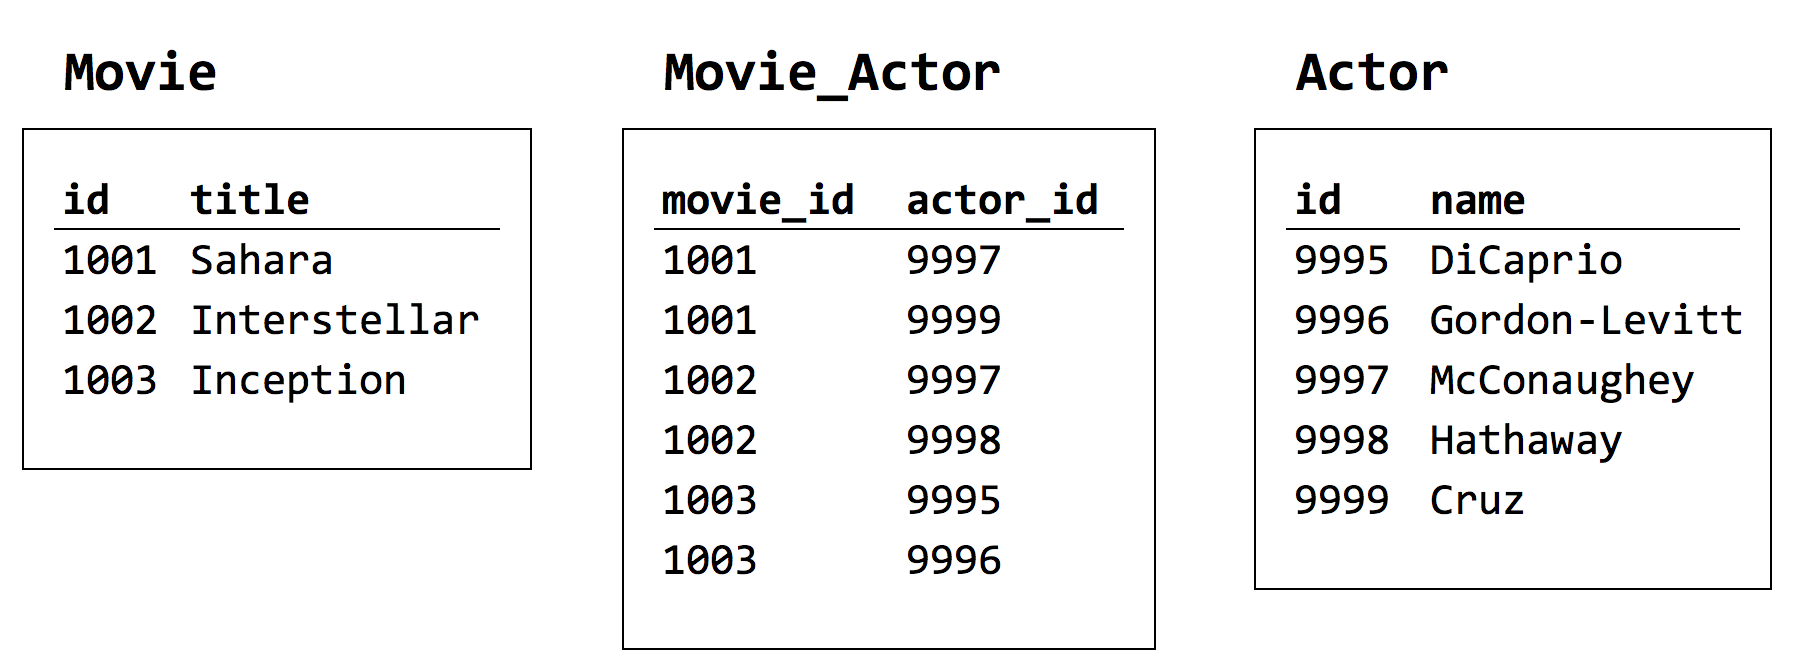 Movie
id title
1001 Sahara
1002 Interstellar
1003 Inception
Movie_Actor
movie_id actor_id
1001 9997
1001 9999
1002 9997
1002 9998
1003 9995
1003 9996
Actor
id name
9995 DiCaprio
9996 Gordon-Levitt
9997 McConaughey
9998 Hathaway
9999 Cruz